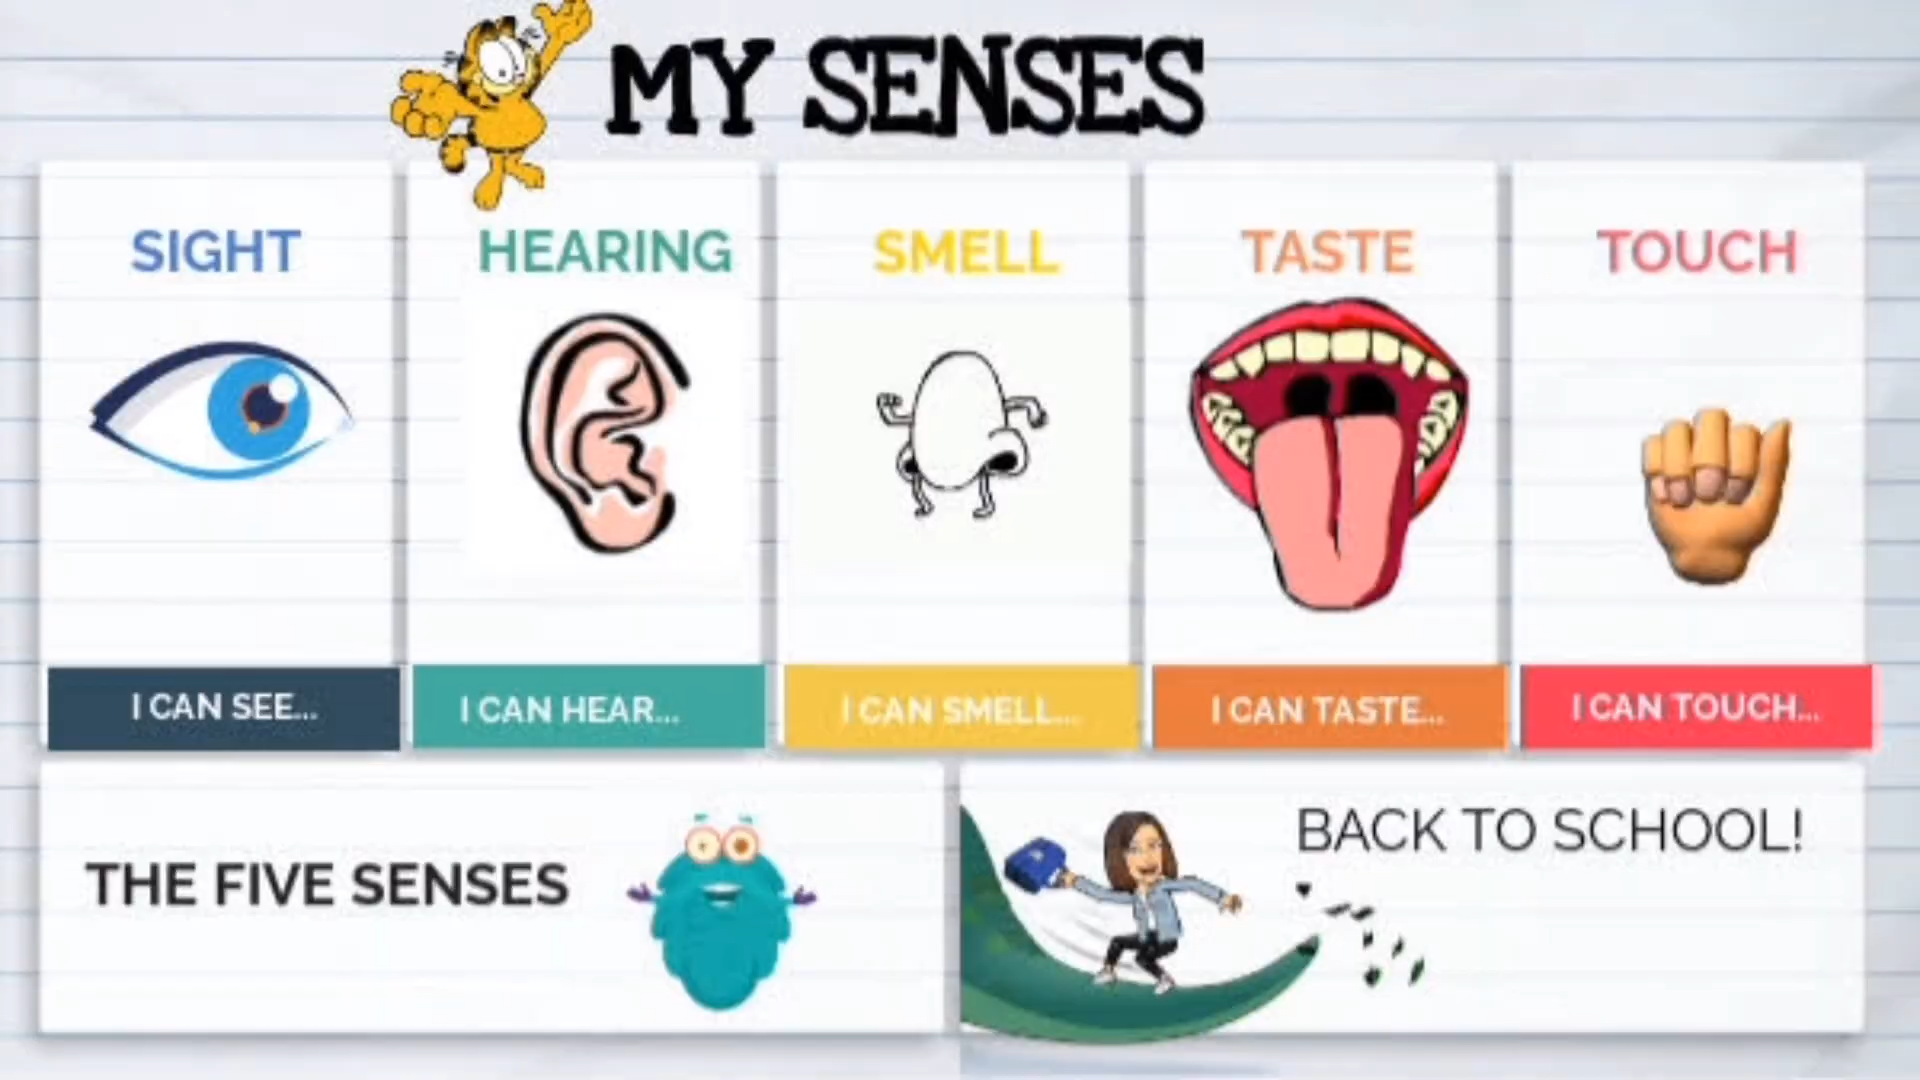 MY SENSES
SIGHT
HEARING
SMELL
TASTE
TOUCH
I CAN SEE...
I CAN HEAR...
I CAN SMELL...
I CAN TASTE...
I CAN TOUCH...
THE FIVE SENSES
BACK TO SCHOOL!